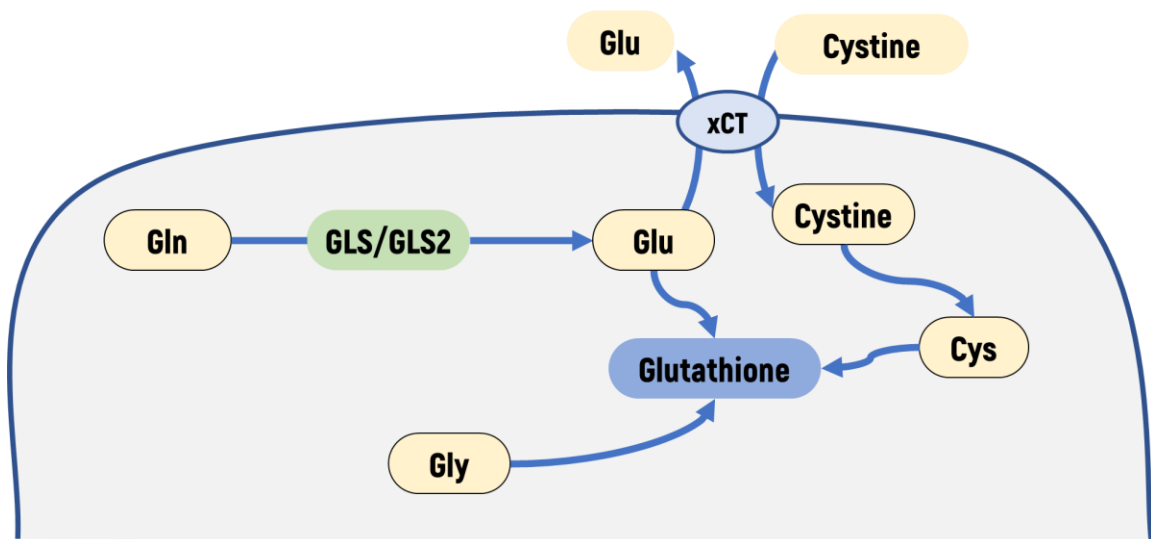 Glu
Cystine
xCT
Gln
GLS/GLS2
Glu
Cystine
Cys
Glutathione
Gly